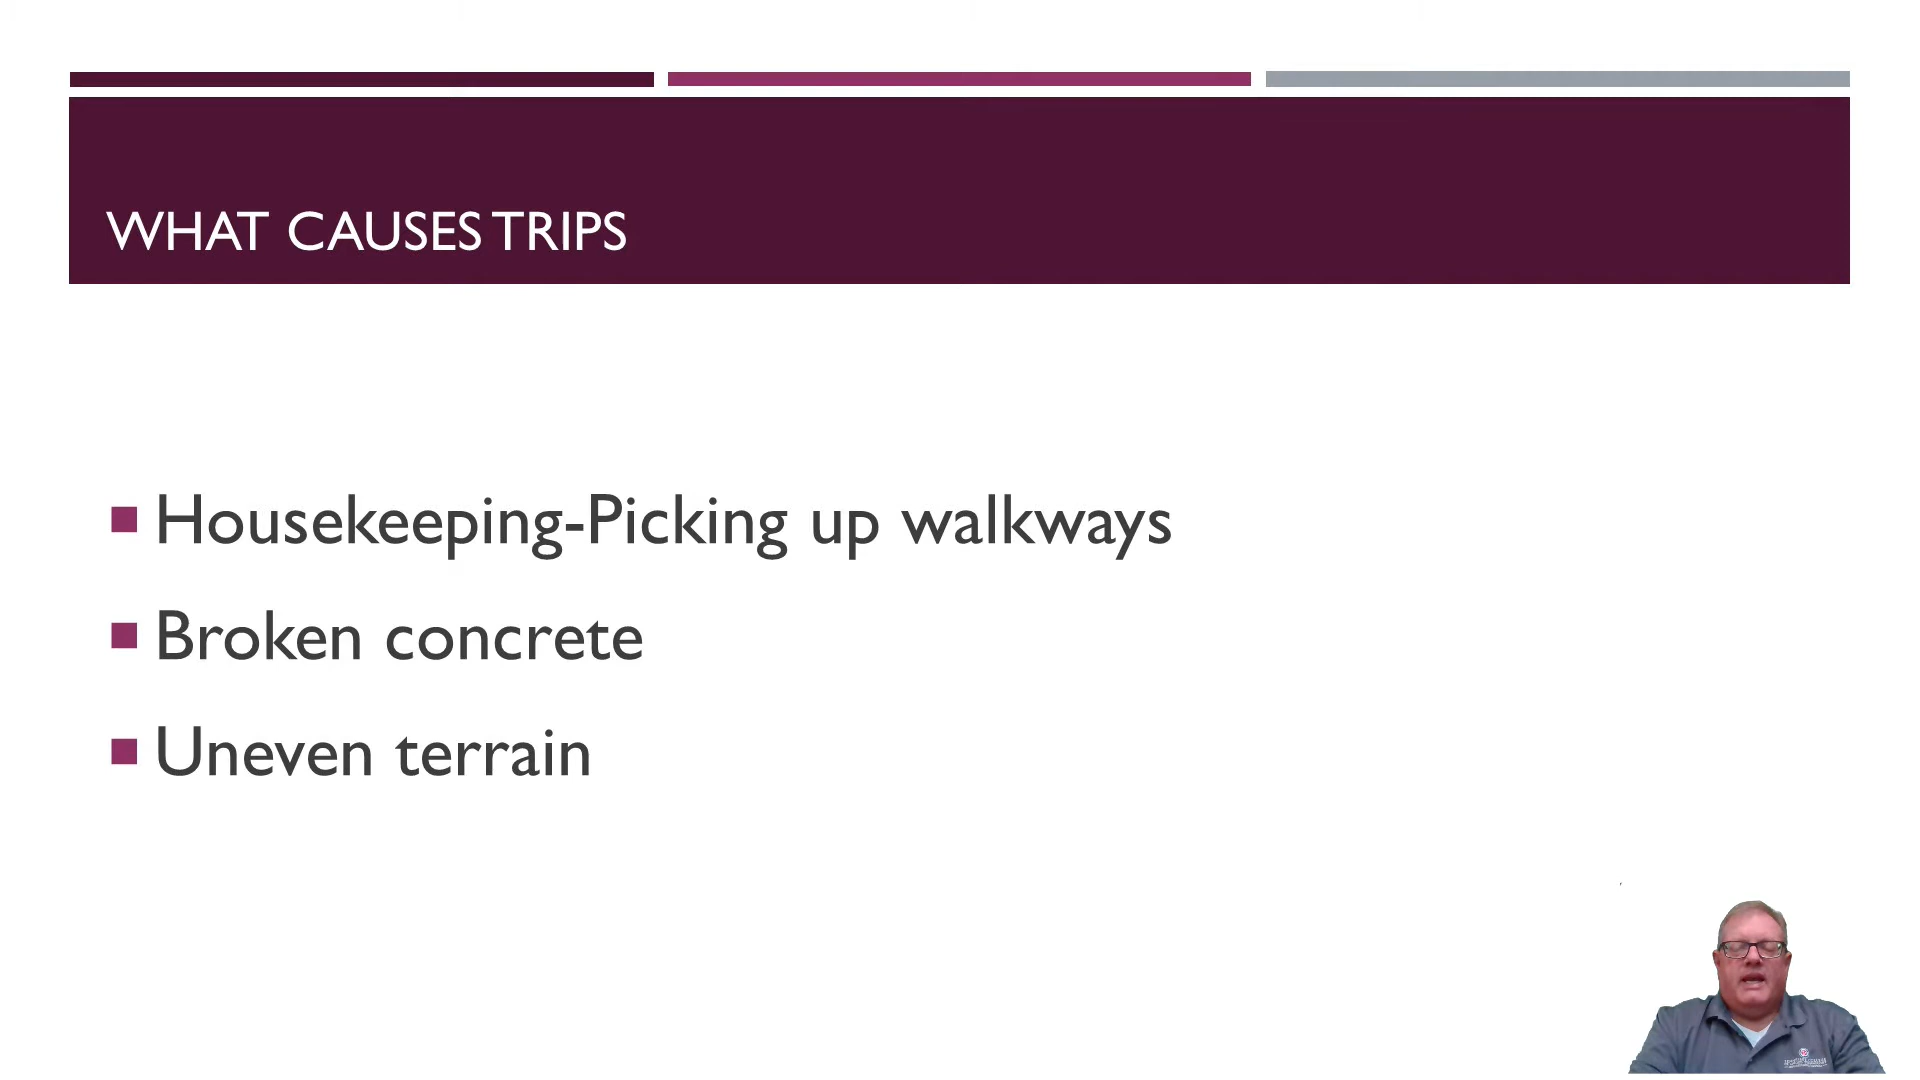 WHAT CAUSES TRIPS
Housekeeping-Picking up walkways
Broken concrete
Uneven terrain